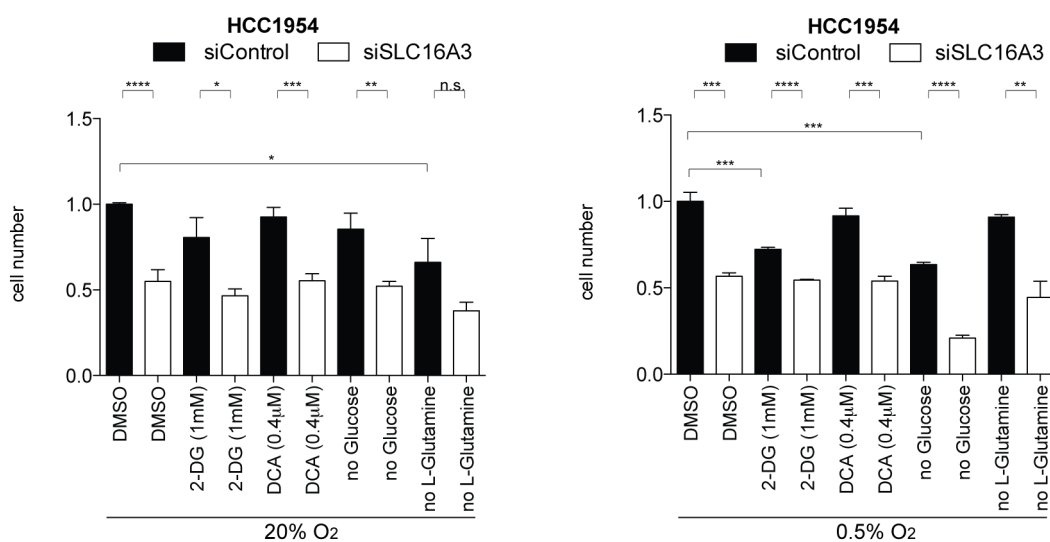 HCC1954
siControl siSLC16A3
**** * *** ** n.s.
1.5
*
1.0
cell number
0.5
0.0
DMSO
DMSO
2-DG (1mM)
2-DG (1mM)
DCA (0.4µM)
DCA (0.4µM)
no Glucose
no Glucose
no L-Glutamine
no L-Glutamine
20% O2
HCC1954
siControl siSLC16A3
*** **** *** **** **
1.5
***
***
1.0
cell number
0.5
0.0
DMSO
DMSO
2-DG (1mM)
2-DG (1mM)
DCA (0.4µM)
DCA (0.4µM)
no Glucose
no Glucose
no L-Glutamine
no L-Glutamine
0.5% O2